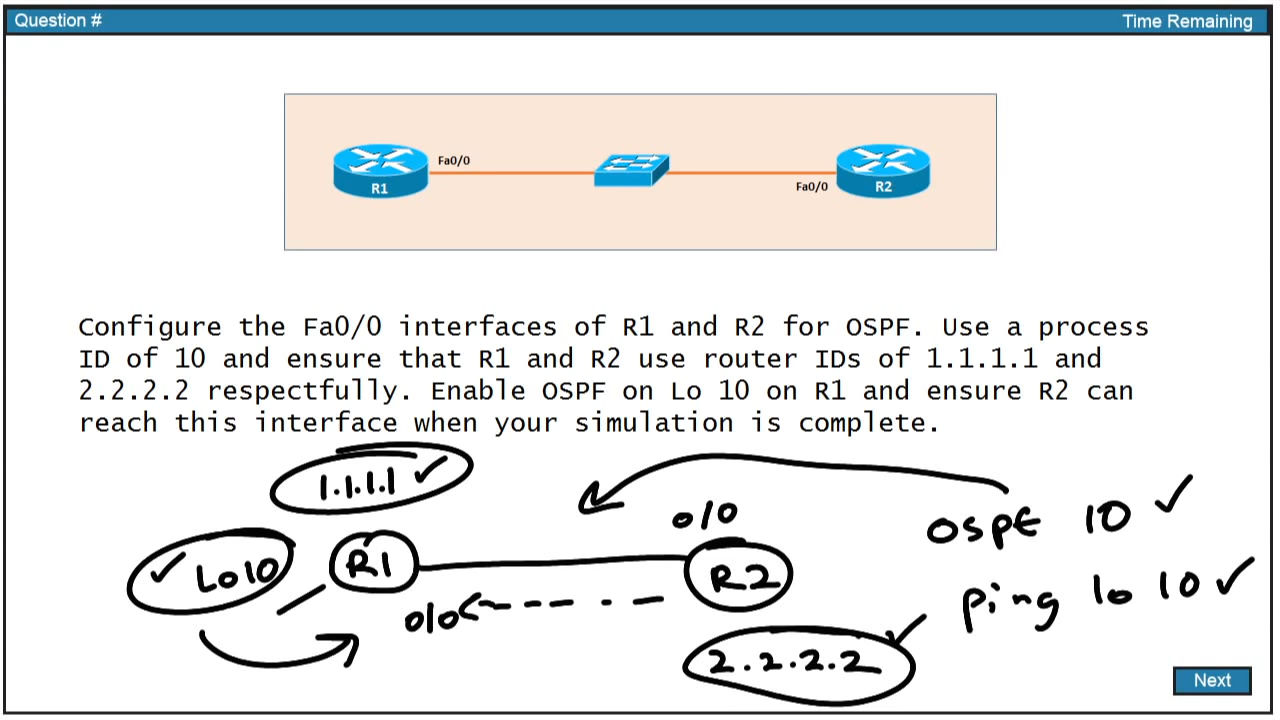 Question #
Time Remaining
Fa0/0
R1
Fa0/0
R2
Configure the Fa0/0 interfaces of R1 and R2 for OSPF. Use a process
ID of 10 and ensure that R1 and R2 use router IDs of 1.1.1.1 and
2.2.2.2 respectfully. Enable OSPF on Lo 10 on R1 and ensure R2 can
reach this interface when your simulation is complete.
1.1.1.1 ✓
0/0
OSPF 10 ✓
✓ Lo10
R1
R2
ping lo 10 ✓
0/0
2.2.2.2 ✓
Next